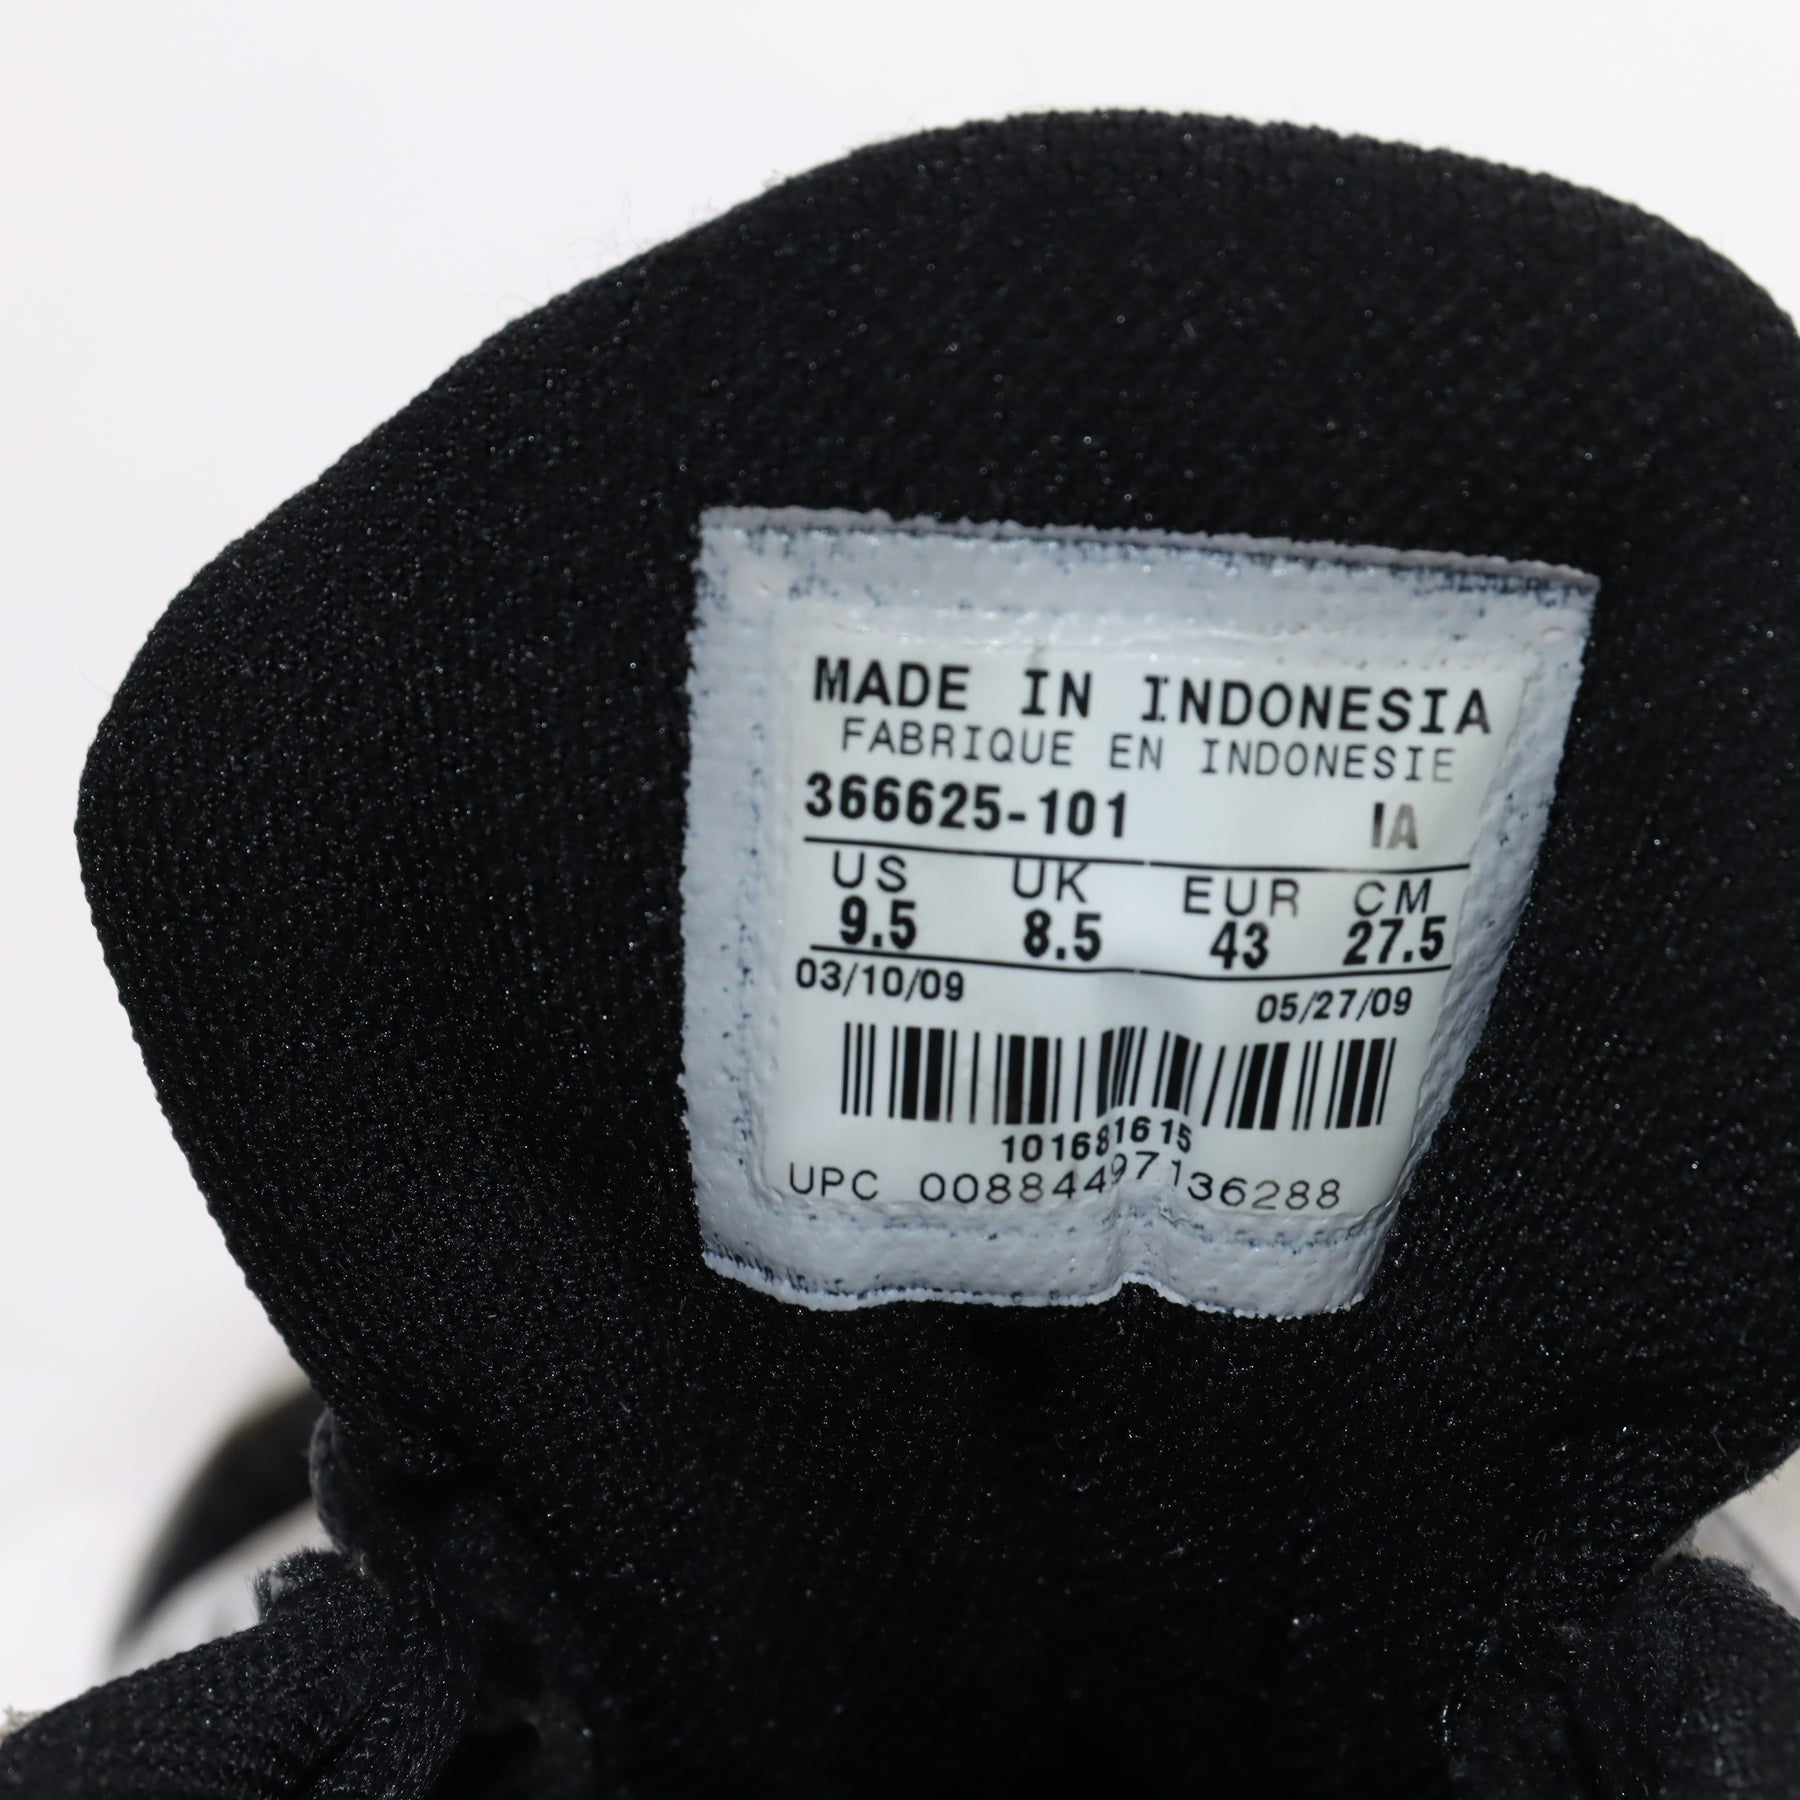 MADE IN INDONESIA
FABRIQUE EN INDONESIE
366625-101 IA
US UK EUR CM
9.5 8.5 43 27.5
03/10/09 05/27/09
101681615
UPC 00884497136288